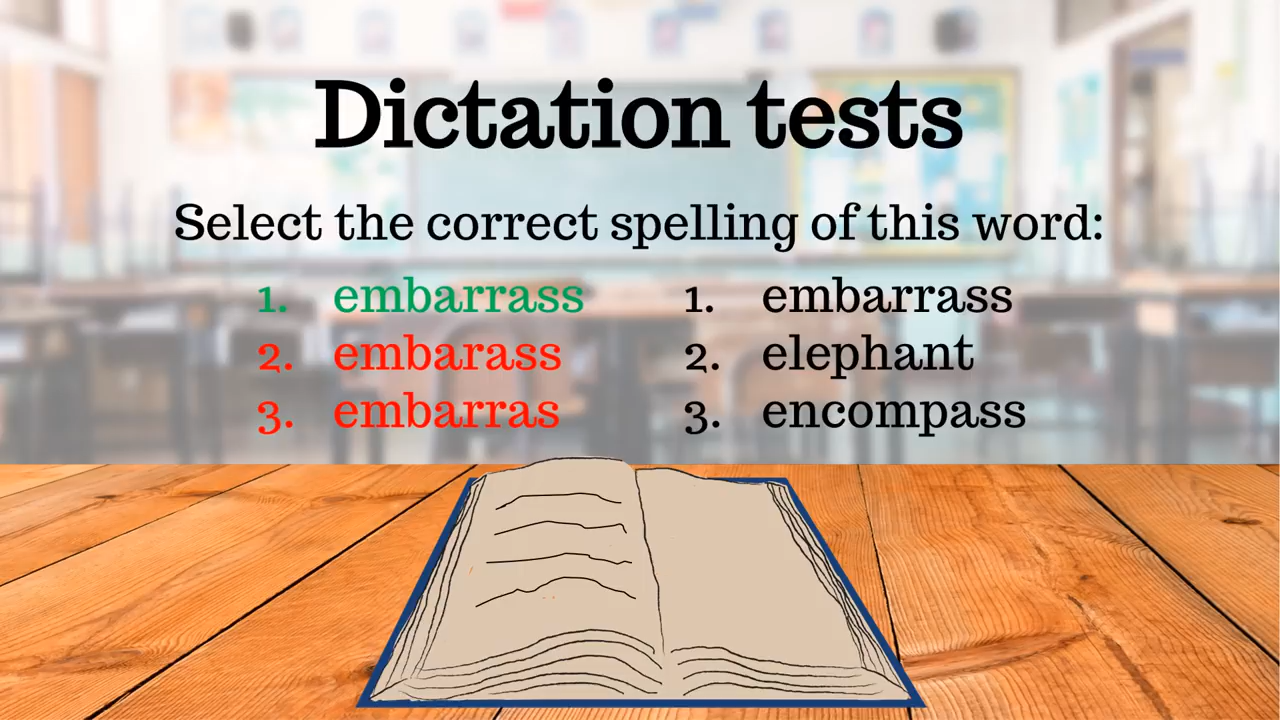 Dictation tests
Select the correct spelling of this word:
1. embarrass
2. embarass
3. embarras
1. embarrass
2. elephant
3. encompass